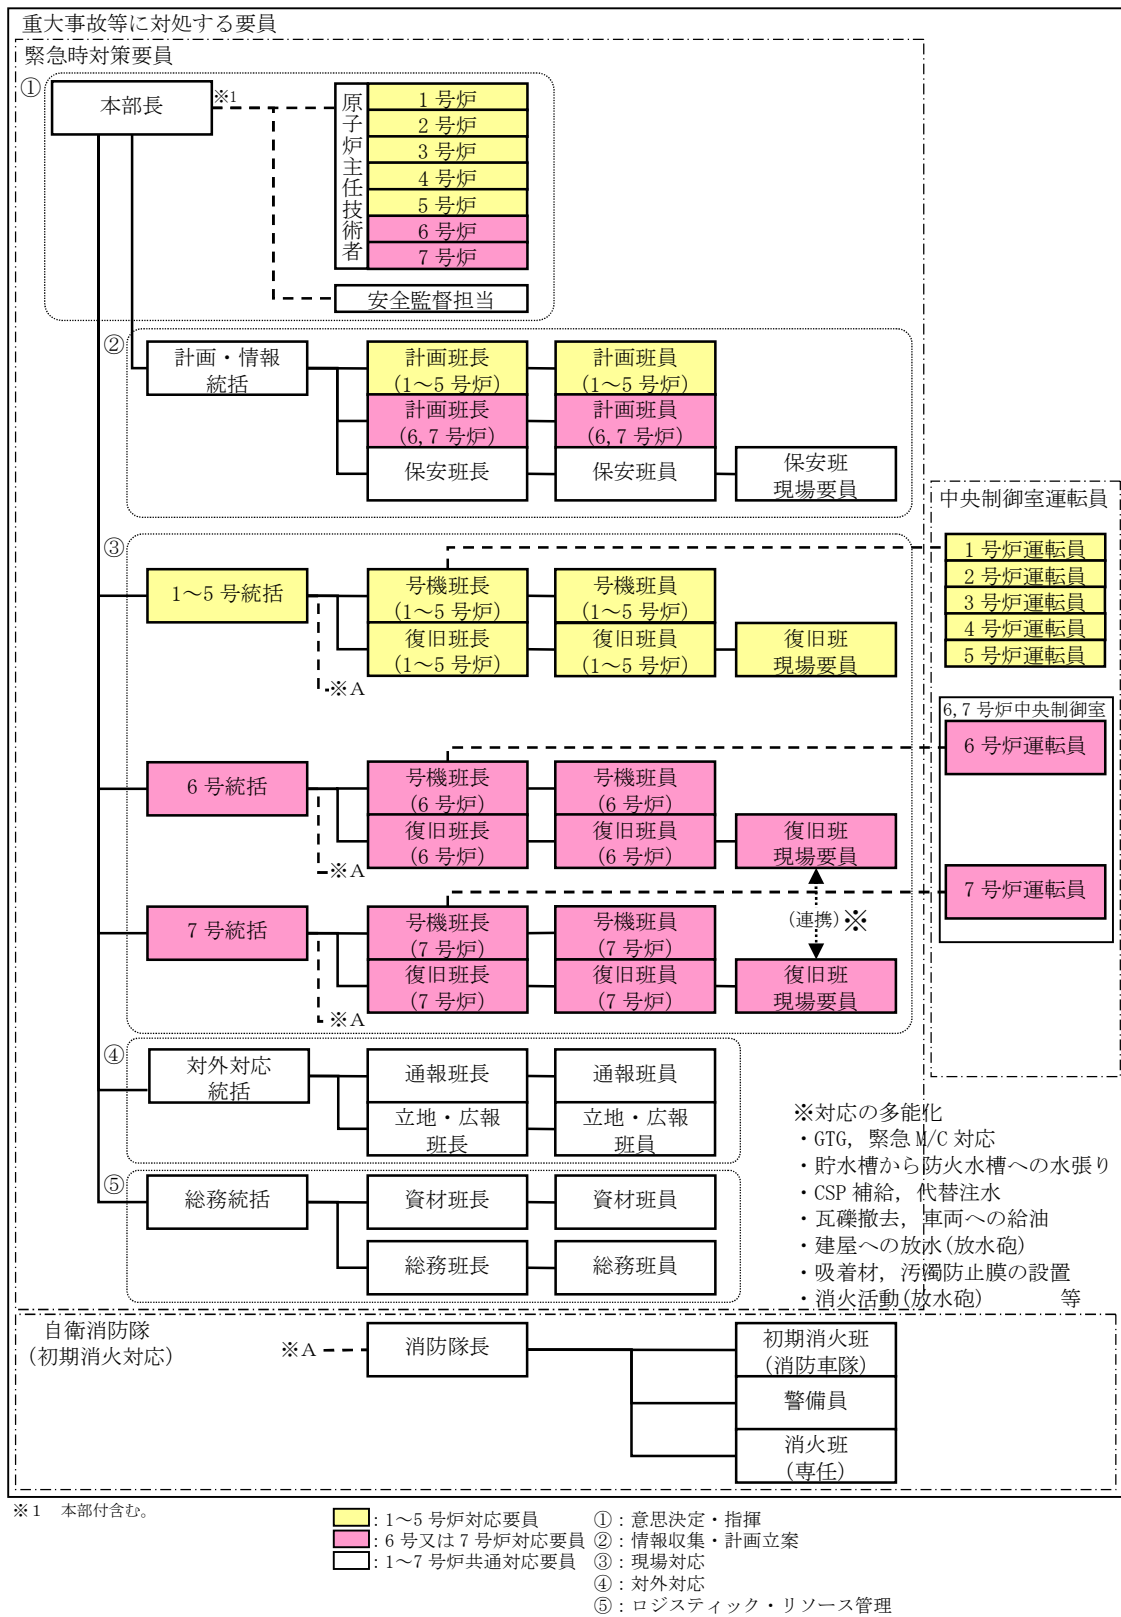 重大事故等に対処する要員
緊急時対策要員
①
本部長
※1
原子炉主任技術者
1 号炉
2 号炉
3 号炉
4 号炉
5 号炉
6 号炉
7 号炉
安全監督担当
②
計画・情報
統括
計画班長
(1～5 号炉)
計画班員
(1～5 号炉)
計画班長
(6,7 号炉)
計画班員
(6,7 号炉)
保安班長
保安班員
保安班
現場要員
中央制御室運転員
1 号炉運転員
2 号炉運転員
3 号炉運転員
4 号炉運転員
5 号炉運転員
6,7 号炉中央制御室
6 号炉運転員
7 号炉運転員
③
1～5 号統括
号機班長
(1～5 号炉)
号機班員
(1～5 号炉)
復旧班長
(1～5 号炉)
復旧班員
(1～5 号炉)
復旧班
現場要員
※A
6 号統括
号機班長
(6 号炉)
号機班員
(6 号炉)
復旧班長
(6 号炉)
復旧班員
(6 号炉)
復旧班
現場要員
※A
(連携)※
7 号統括
号機班長
(7 号炉)
号機班員
(7 号炉)
復旧班長
(7 号炉)
復旧班員
(7 号炉)
復旧班
現場要員
※A
④
対外対応
統括
通報班長
通報班員
立地・広報
班長
立地・広報
班員
⑤
総務統括
資材班長
資材班員
総務班長
総務班員
※対応の多能化
・GTG, 緊急 M/C 対応
・貯水槽から防火水槽への水張り
・CSP 補給, 代替注水
・瓦礫撤去, 車両への給油
・建屋への放水(放水砲)
・吸着材, 汚濁防止膜の設置
・消火活動(放水砲) 等
自衛消防隊
(初期消火対応)
※A
消防隊長
初期消火班
(消防車隊)
警備員
消火班
(専任)
※１ 本部付含む。
：1～5 号炉対応要員
：6 号又は 7 号炉対応要員
：1～7 号炉共通対応要員
①：意思決定・指揮
②：情報収集・計画立案
③：現場対応
④：対外対応
⑤：ロジスティック・リソース管理